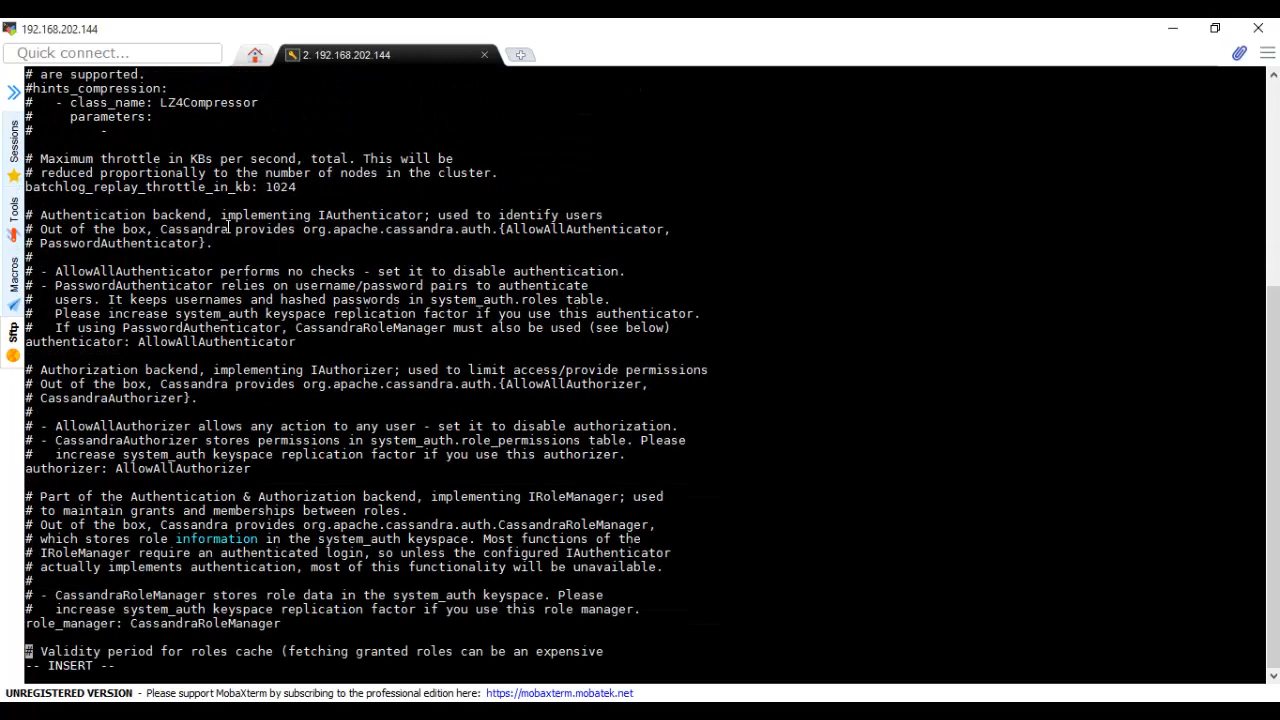 192.168.202.144
Quick connect...
2. 192.168.202.144
Sessions
Tools
Macros
Sftp
# are supported.
#hints_compression:
#   - class_name: LZ4Compressor
#     parameters:
#         -
# Maximum throttle in KBs per second, total. This will be
# reduced proportionally to the number of nodes in the cluster.
batchlog_replay_throttle_in_kb: 1024
# Authentication backend, implementing IAuthenticator; used to identify users
# Out of the box, Cassandra provides org.apache.cassandra.auth.{AllowAllAuthenticator,
# PasswordAuthenticator}.
#
# - AllowAllAuthenticator performs no checks - set it to disable authentication.
# - PasswordAuthenticator relies on username/password pairs to authenticate
#   users. It keeps usernames and hashed passwords in system_auth.roles table.
#   Please increase system_auth keyspace replication factor if you use this authenticator.
#   If using PasswordAuthenticator, CassandraRoleManager must also be used (see below)
authenticator: AllowAllAuthenticator
# Authorization backend, implementing IAuthorizer; used to limit access/provide permissions
# Out of the box, Cassandra provides org.apache.cassandra.auth.{AllowAllAuthorizer,
# CassandraAuthorizer}.
#
# - AllowAllAuthorizer allows any action to any user - set it to disable authorization.
# - CassandraAuthorizer stores permissions in system_auth.role_permissions table. Please
#   increase system_auth keyspace replication factor if you use this authorizer.
authorizer: AllowAllAuthorizer
# Part of the Authentication & Authorization backend, implementing IRoleManager; used
# to maintain grants and memberships between roles.
# Out of the box, Cassandra provides org.apache.cassandra.auth.CassandraRoleManager,
# which stores role information in the system_auth keyspace. Most functions of the
# IRoleManager require an authenticated login, so unless the configured IAuthenticator
# actually implements authentication, most of this functionality will be unavailable.
#
# - CassandraRoleManager stores role data in the system_auth keyspace. Please
#   increase system_auth keyspace replication factor if you use this role manager.
role_manager: CassandraRoleManager
# Validity period for roles cache (fetching granted roles can be an expensive
-- INSERT --
UNREGISTERED VERSION - Please support MobaXterm by subscribing to the professional edition here: https://mobaxterm.mobatek.net